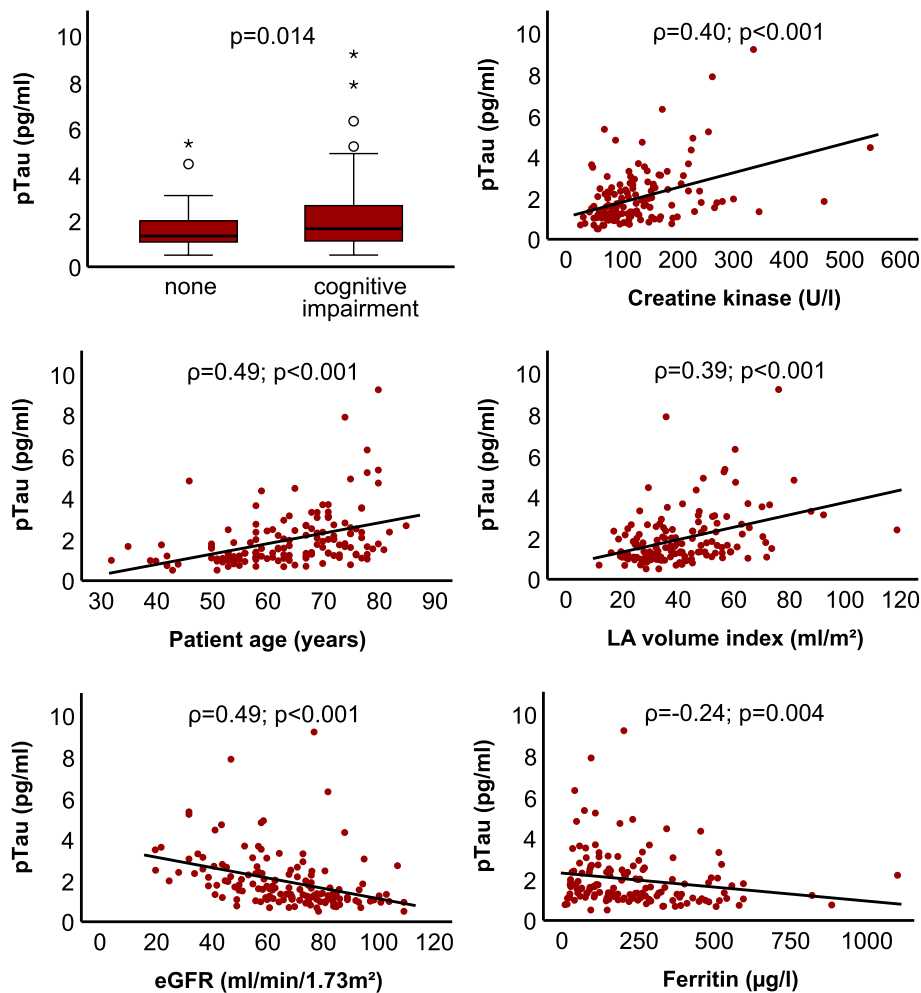 p=0.014
pTau (pg/ml)
10
8
6
4
2
0
none
cognitive
impairment
ρ=0.40; p<0.001
pTau (pg/ml)
10
8
6
4
2
0
0 100 200 300 400 500 600
Creatine kinase (U/l)
ρ=0.49; p<0.001
pTau (pg/ml)
10
8
6
4
2
0
30 40 50 60 70 80 90
Patient age (years)
ρ=0.39; p<0.001
pTau (pg/ml)
10
8
6
4
2
0
0 20 40 60 80 100 120
LA volume index (ml/m²)
ρ=0.49; p<0.001
pTau (pg/ml)
10
8
6
4
2
0
0 20 40 60 80 100 120
eGFR (ml/min/1.73m²)
ρ=-0.24; p=0.004
pTau (pg/ml)
10
8
6
4
2
0
0 250 500 750 1000
Ferritin (µg/l)